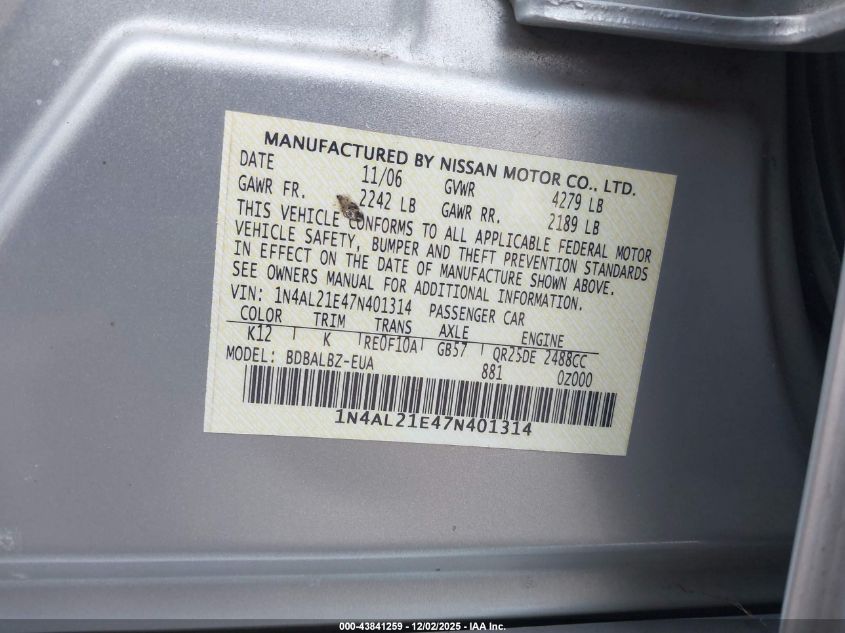 MANUFACTURED BY NISSAN MOTOR CO., LTD.
DATE 11/06 GVWR 4279 LB
GAWR FR. 2242 LB GAWR RR. 2189 LB
THIS VEHICLE CONFORMS TO ALL APPLICABLE FEDERAL MOTOR
VEHICLE SAFETY, BUMPER AND THEFT PREVENTION STANDARDS
IN EFFECT ON THE DATE OF MANUFACTURE SHOWN ABOVE.
SEE OWNERS MANUAL FOR ADDITIONAL INFORMATION.
VIN: 1N4AL21E47N401314 PASSENGER CAR
COLOR TRIM TRANS AXLE ENGINE
K12 K RE0F10A GB57 QR25DE 2488CC
MODEL: BDBALBZ-EUA 881 0Z000
1N4AL21E47N401314
000-43841259 - 12/02/2025 - IAA Inc.